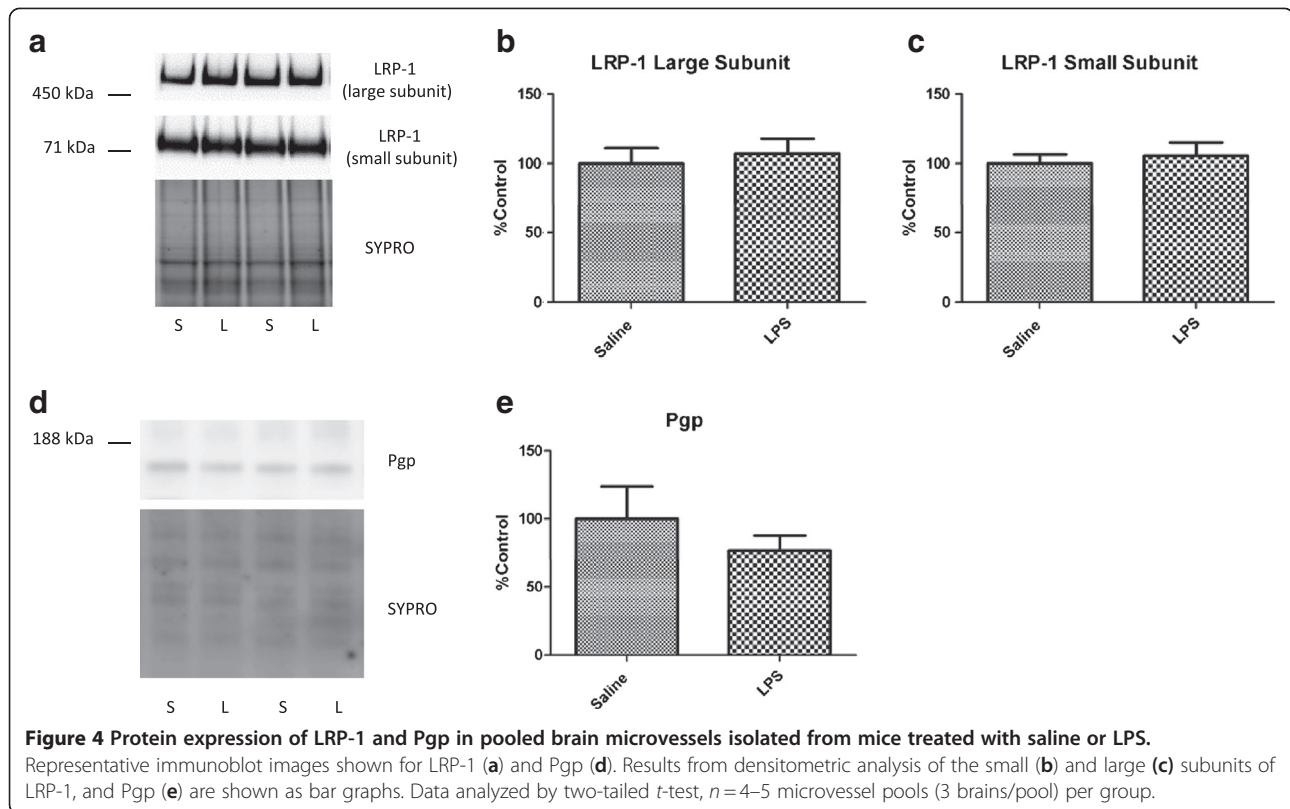 a
450 kDa
LRP-1
(large subunit)
71 kDa
LRP-1
(small subunit)
SYPRO
S L S L
b
LRP-1 Large Subunit
%Control
150
100
50
0
Saline
LPS
c
LRP-1 Small Subunit
%Control
150
100
50
0
Saline
LPS
d
188 kDa
Pgp
SYPRO
S L S L
e
Pgp
%Control
150
100
50
0
Saline
LPS
Figure 4 Protein expression of LRP-1 and Pgp in pooled brain microvessels isolated from mice treated with saline or LPS.
Representative immunoblot images shown for LRP-1 (a) and Pgp (d). Results from densitometric analysis of the small (b) and large (c) subunits of
LRP-1, and Pgp (e) are shown as bar graphs. Data analyzed by two-tailed t-test, n = 4–5 microvessel pools (3 brains/pool) per group.